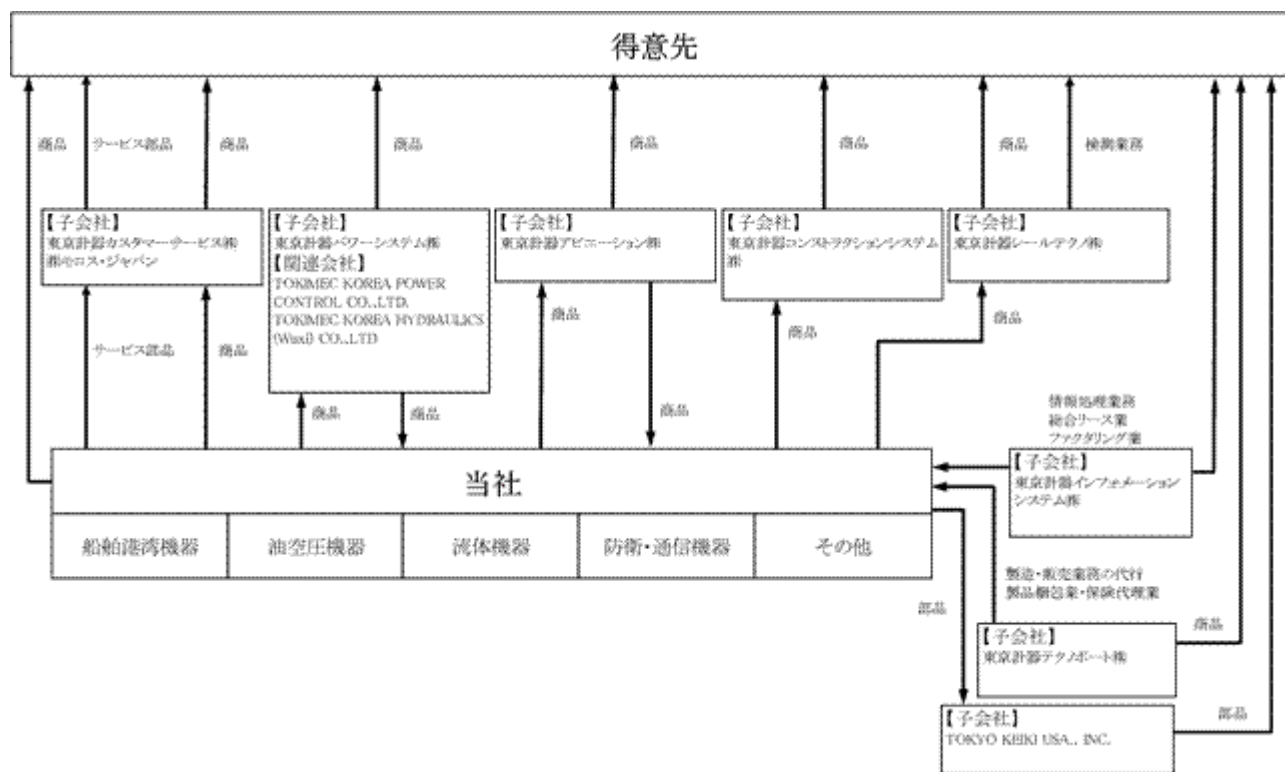 得意先
商品
サービス部品
商品
商品
商品
商品
商品
検測業務
【子会社】
東京計器カスタマーサービス㈱
㈱モコス・ジャパン
【子会社】
東京計器パワーシステム㈱
【関連会社】
TOKIMEC KOREA POWER
CONTROL CO.,LTD.
TOKIMEC KOREA HYDRAULICS
(Wuxi) CO.,LTD
【子会社】
東京計器アビエーション㈱
【子会社】
東京計器コンストラクションシステム
㈱
【子会社】
東京計器レールテクノ㈱
サービス部品
商品
商品
商品
商品
商品
商品
商品
情報処理業務
総合リース業
ファクタリング業
当社
船舶港湾機器
油空圧機器
流体機器
防衛・通信機器
その他
【子会社】
東京計器インフォメーション
システム㈱
製造・販売業務の代行
製品梱包業・保険代理業
部品
【子会社】
東京計器テクノポート㈱
商品
【子会社】
TOKYO KEIKI USA., INC.
部品